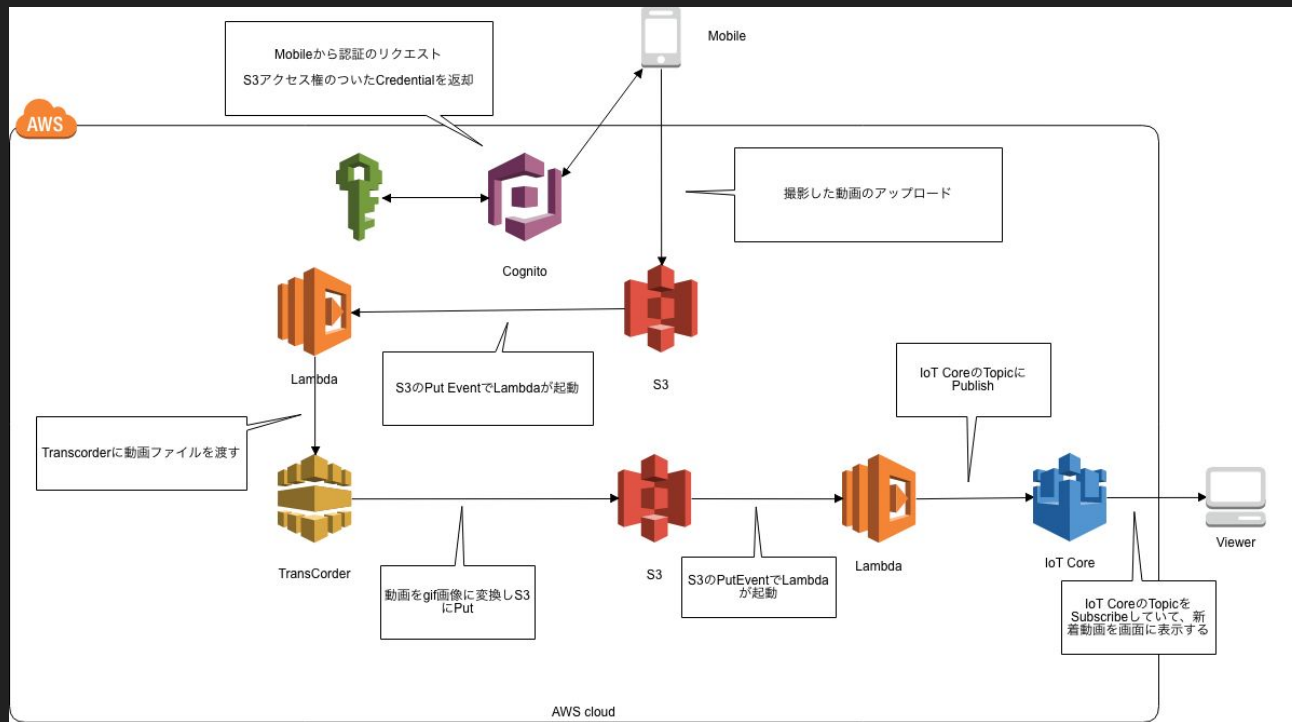 Mobileから認証のリクエスト
S3アクセス権のついたCredentialを返却
Mobile
AWS
撮影した動画のアップロード
Cognito
Lambda
S3のPut EventでLambdaが起動
S3
IoT CoreのTopicに
Publish
Transcorderに動画ファイルを渡す
TransCorder
動画をgif画像に変換しS3
にPut
S3
S3のPutEventでLambda
が起動
Lambda
IoT Core
Viewer
IoT CoreのTopicを
Subscribeしていて、新
着動画を画面に表示する
AWS cloud